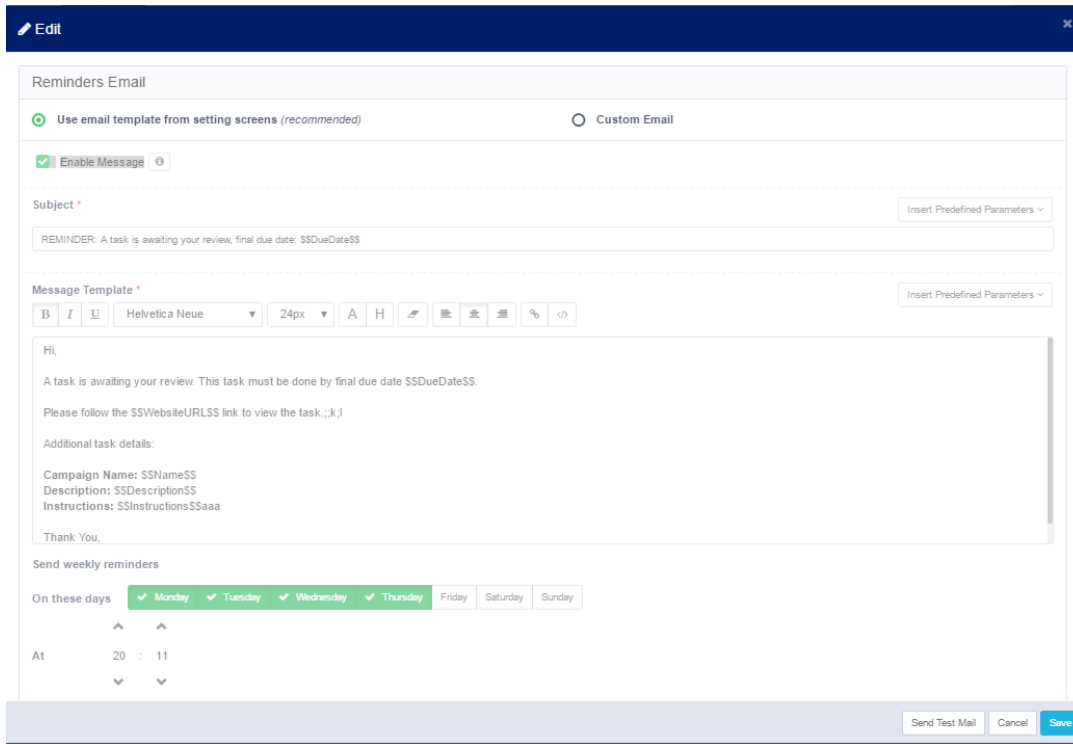 Edit
×
Reminders Email
Use email template from setting screens (recommended)
Custom Email
Enable Message
Subject *
Insert Predefined Parameters
REMINDER: A task is awaiting your review, final due date: $$DueDate$$
Message Template *
Insert Predefined Parameters
B I U Helvetica Neue 24px A H </>
Hi,
A task is awaiting your review. This task must be done by final due date $$DueDate$$.
Please follow the $$WebsiteURL$$ link to view the task.;;k;l
Additional task details:
Campaign Name: $$Name$$
Description: $$Description$$
Instructions: $$Instructions$$aaa
Thank You,
Send weekly reminders
On these days Monday Tuesday Wednesday Thursday Friday Saturday Sunday
At 20 : 11
Send Test Mail Cancel Save